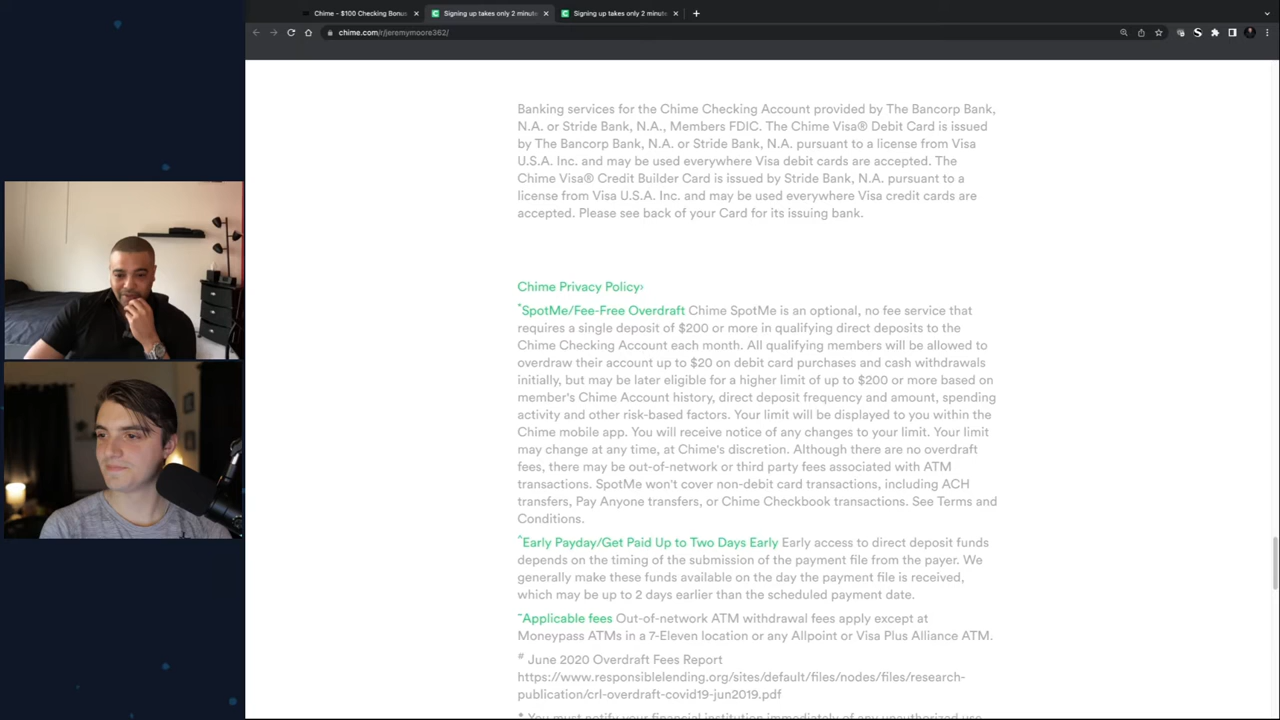 Chime - $100 Checking Bonus
Signing up takes only 2 minute
Signing up takes only 2 minute
chime.com/r/jeremymoore362/
Banking services for the Chime Checking Account provided by The Bancorp Bank,
N.A. or Stride Bank, N.A., Members FDIC. The Chime Visa® Debit Card is issued
by The Bancorp Bank, N.A. or Stride Bank, N.A. pursuant to a license from Visa
U.S.A. Inc. and may be used everywhere Visa debit cards are accepted. The
Chime Visa® Credit Builder Card is issued by Stride Bank, N.A. pursuant to a
license from Visa U.S.A. Inc. and may be used everywhere Visa credit cards are
accepted. Please see back of your Card for its issuing bank.
Chime Privacy Policy›
*SpotMe/Fee-Free Overdraft Chime SpotMe is an optional, no fee service that
requires a single deposit of $200 or more in qualifying direct deposits to the
Chime Checking Account each month. All qualifying members will be allowed to
overdraw their account up to $20 on debit card purchases and cash withdrawals
initially, but may be later eligible for a higher limit of up to $200 or more based on
member's Chime Account history, direct deposit frequency and amount, spending
activity and other risk-based factors. Your limit will be displayed to you within the
Chime mobile app. You will receive notice of any changes to your limit. Your limit
may change at any time, at Chime's discretion. Although there are no overdraft
fees, there may be out-of-network or third party fees associated with ATM
transactions. SpotMe won't cover non-debit card transactions, including ACH
transfers, Pay Anyone transfers, or Chime Checkbook transactions. See Terms and
Conditions.
^Early Payday/Get Paid Up to Two Days Early Early access to direct deposit funds
depends on the timing of the submission of the payment file from the payer. We
generally make these funds available on the day the payment file is received,
which may be up to 2 days earlier than the scheduled payment date.
~Applicable fees Out-of-network ATM withdrawal fees apply except at
Moneypass ATMs in a 7-Eleven location or any Allpoint or Visa Plus Alliance ATM.
# June 2020 Overdraft Fees Report
https://www.responsiblelending.org/sites/default/files/nodes/files/research-
publication/crl-overdraft-covid19-jun2019.pdf
* You must notify your financial institution immediately of any unauthorized use